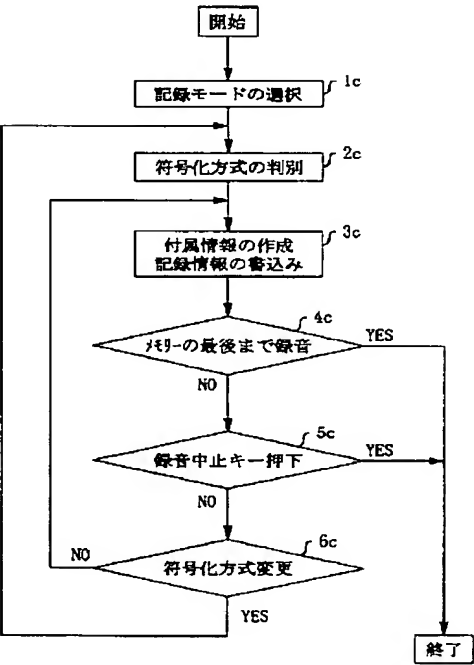 開始
記録モードの選択
1c
符号化方式の判別
2c
付属情報の作成
記録情報の書込み
3c
ﾒﾓﾘｰの最後まで録音
4c
YES
NO
録音中止キー押下
5c
YES
NO
符号化方式変更
6c
NO
YES
終了